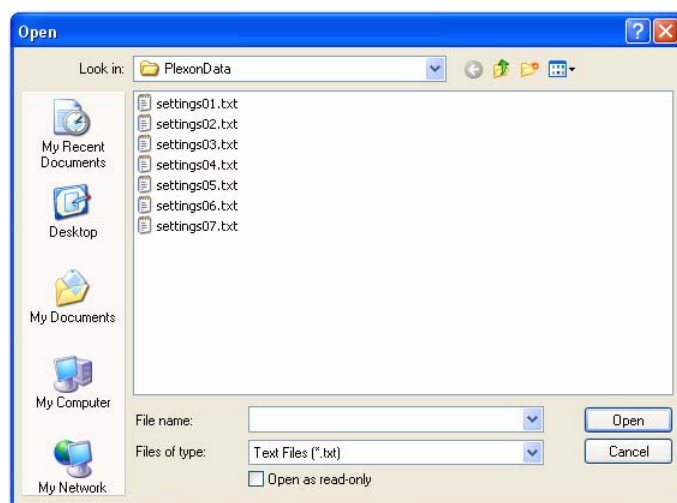 Open
Look in: PlexonData
settings01.txt
settings02.txt
settings03.txt
settings04.txt
settings05.txt
settings06.txt
settings07.txt
My Recent
Documents
Desktop
My Documents
My Computer
My Network
File name: Open
Files of type: Text Files (*.txt) Cancel
Open as read-only